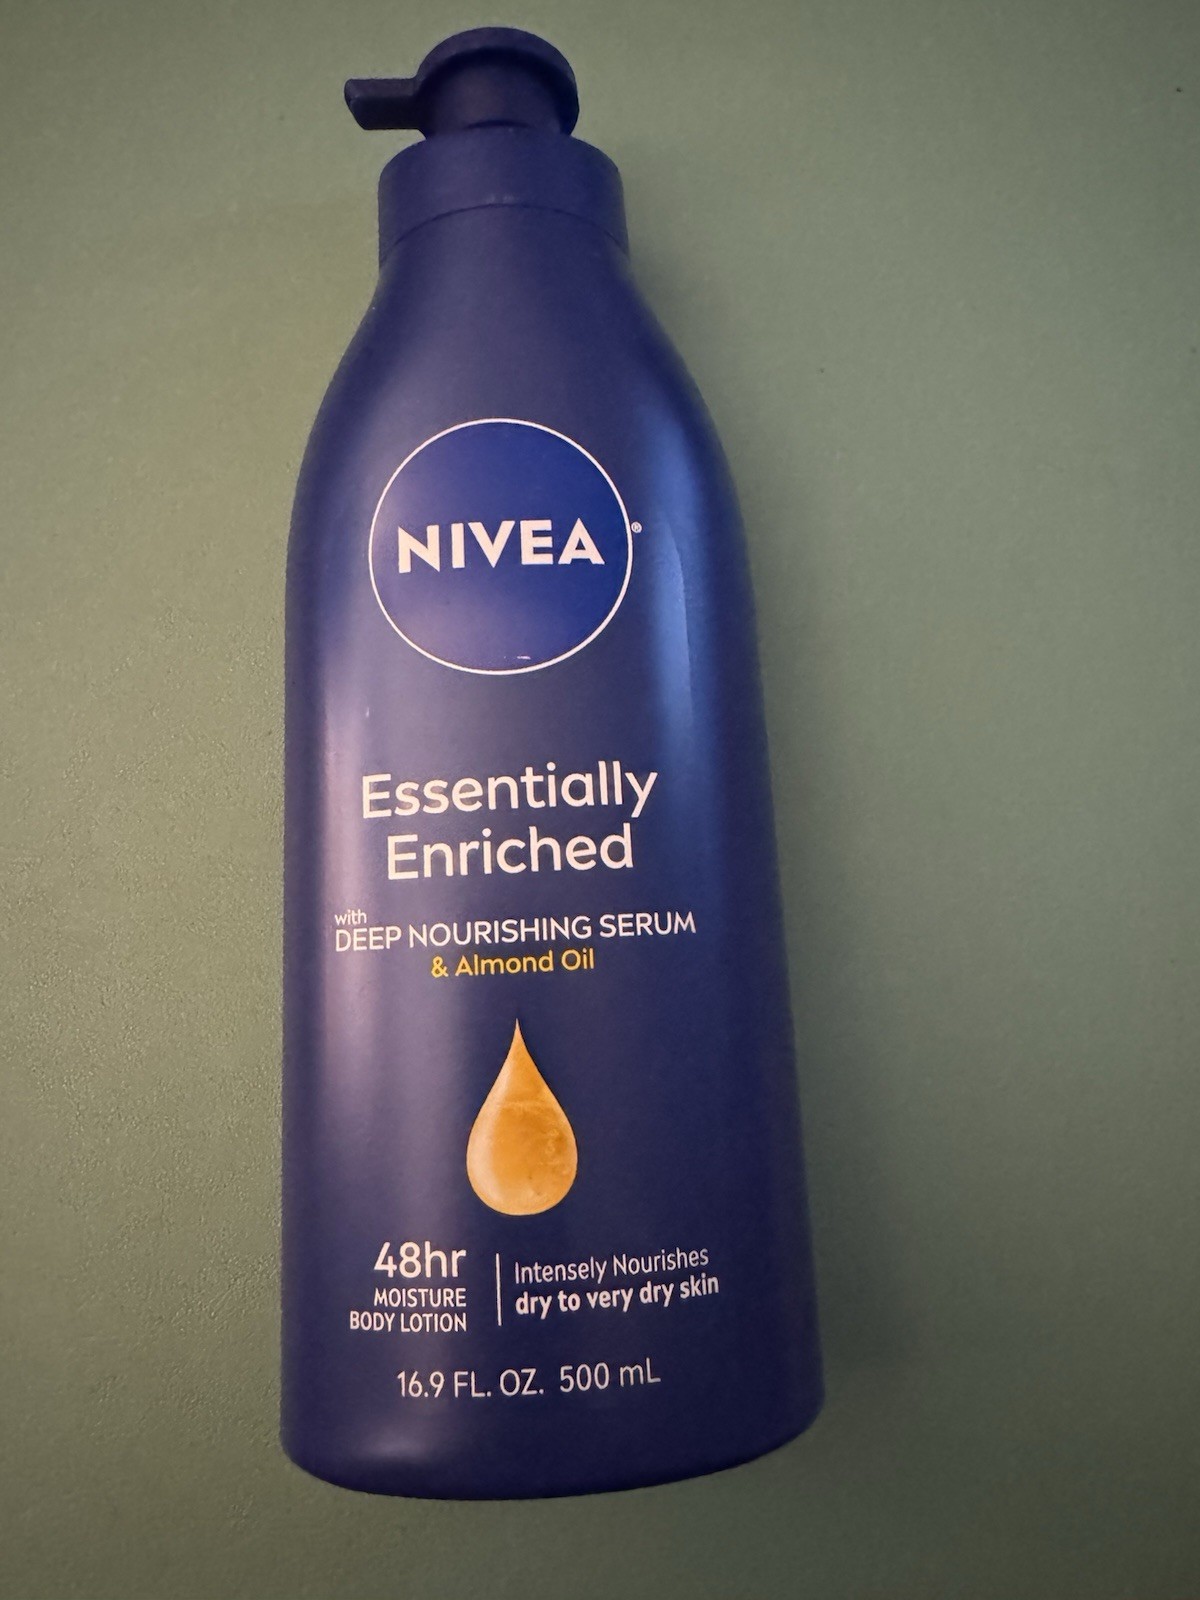 NIVEA®
Essentially
Enriched
with
DEEP NOURISHING SERUM
& Almond Oil
48hr
MOISTURE
BODY LOTION
Intensely Nourishes
dry to very dry skin
16.9 FL. OZ. 500 mL